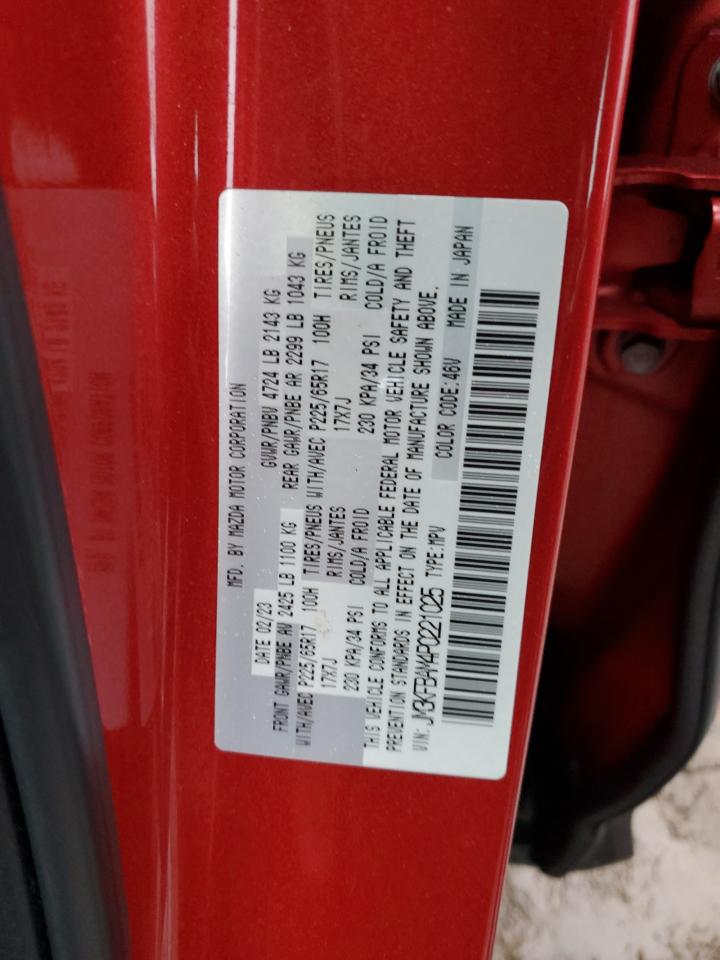 MFD. BY MAZDA MOTOR CORPORATION
DATE 02/23 GVWR/PNBV 4724 LB 2143 KG
FRONT GAWR/PNBE AV 2425 LB 1100 KG REAR GAWR/PNBE AR 2299 LB 1043 KG
WITH/AVEC P225/65R17 100H TIRES/PNEUS WITH/AVEC P225/65R17 100H TIRES/PNEUS
17X7J RIMS/JANTES 17X7J RIMS/JANTES
230 KPA/34 PSI COLD/A FROID 230 KPA/34 PSI COLD/A FROID
THIS VEHICLE CONFORMS TO ALL APPLICABLE FEDERAL MOTOR VEHICLE SAFETY AND THEFT
PREVENTION STANDARDS IN EFFECT ON THE DATE OF MANUFACTURE SHOWN ABOVE.
VIN: JM3KFBAM4P0221025 TYPE:MPV COLOR CODE:46V MADE IN JAPAN